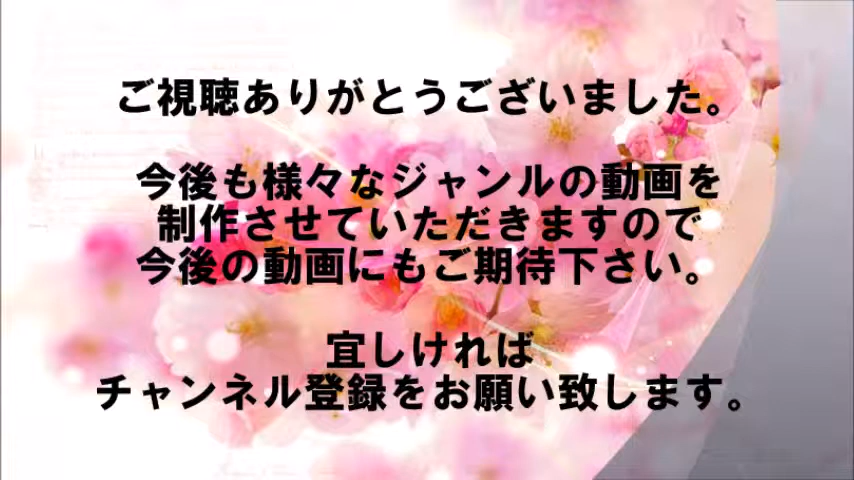 ご視聴ありがとうございました。
今後も様々なジャンルの動画を
制作させていただきますので
今後の動画にもご期待下さい。
宜しければ
チャンネル登録をお願い致します。